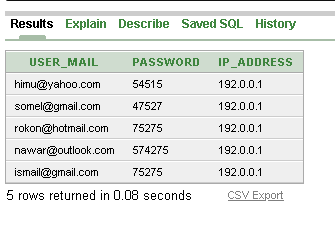 Results Explain Describe Saved SQL History
USER_MAIL PASSWORD IP_ADDRESS
himu@yahoo.com 54515 192.0.0.1
somel@gmail.com 47527 192.0.0.1
rokon@hotmail.com 75275 192.0.0.1
nawar@outlook.com 574275 192.0.0.1
ismail@gmail.com 75275 192.0.0.1
5 rows returned in 0.08 seconds CSV Export